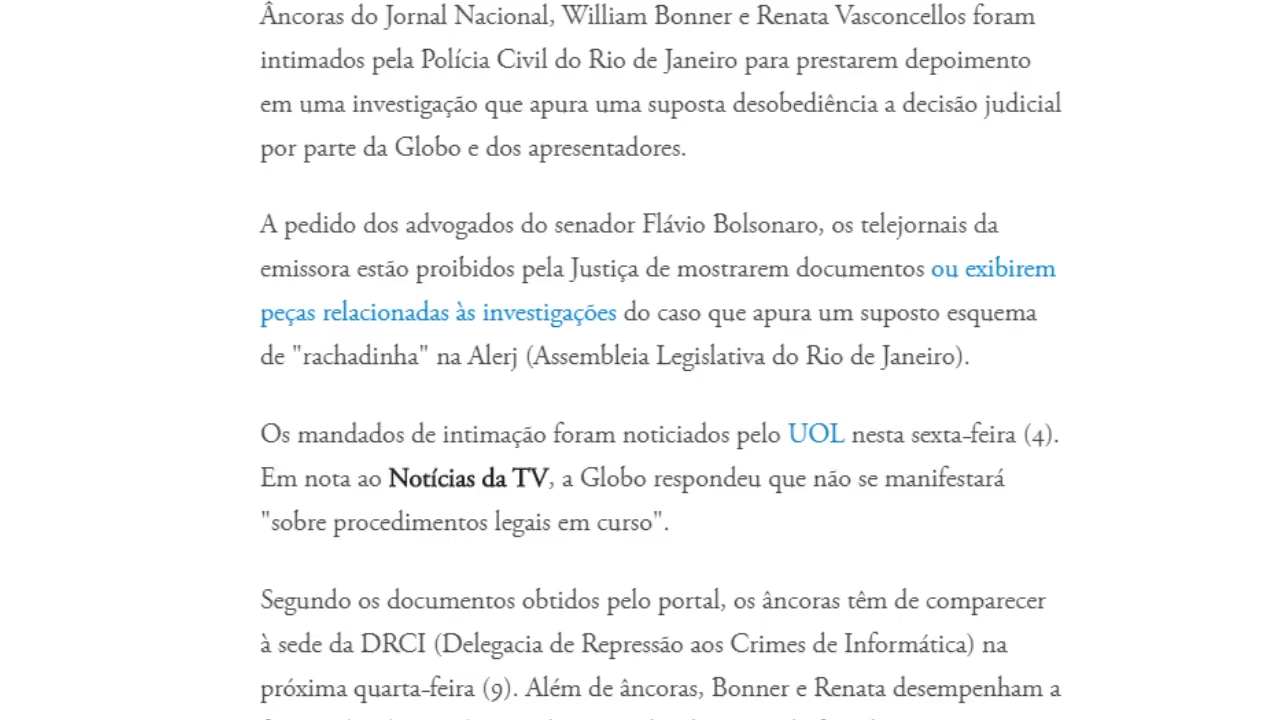 Âncoras do Jornal Nacional, William Bonner e Renata Vasconcellos foram
intimados pela Polícia Civil do Rio de Janeiro para prestarem depoimento
em uma investigação que apura uma suposta desobediência a decisão judicial
por parte da Globo e dos apresentadores.
A pedido dos advogados do senador Flávio Bolsonaro, os telejornais da
emissora estão proibidos pela Justiça de mostrarem documentos ou exibirem
peças relacionadas às investigações do caso que apura um suposto esquema
de "rachadinha" na Alerj (Assembleia Legislativa do Rio de Janeiro).
Os mandados de intimação foram noticiados pelo UOL nesta sexta-feira (4).
Em nota ao Notícias da TV, a Globo respondeu que não se manifestará
"sobre procedimentos legais em curso".
Segundo os documentos obtidos pelo portal, os âncoras têm de comparecer
à sede da DRCI (Delegacia de Repressão aos Crimes de Informática) na
próxima quarta-feira (9). Além de âncoras, Bonner e Renata desempenham a